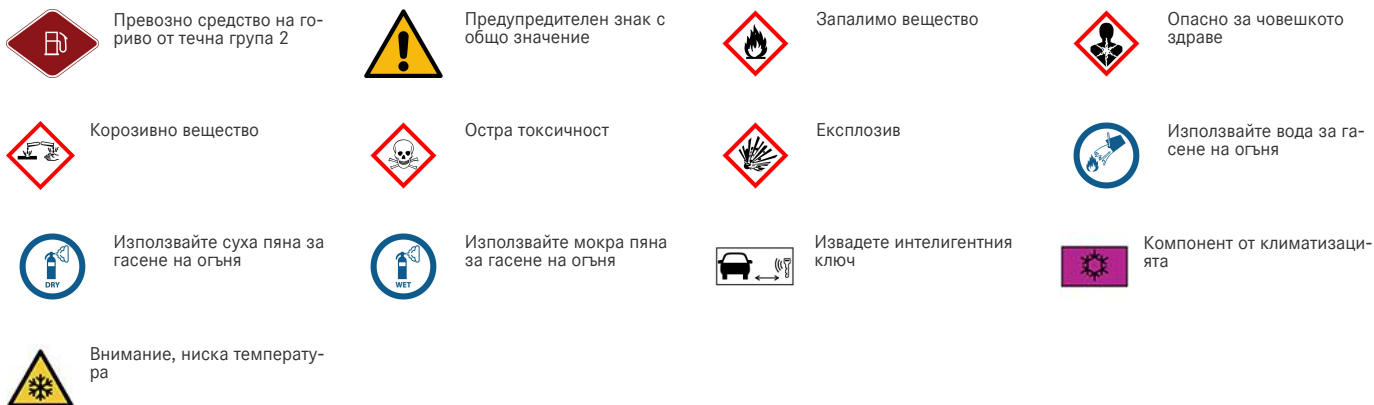 Превозно средство на го-
риво от течна група 2
Предупредителен знак с
общо значение
Запалимо вещество
Опасно за човешкото
здраве
Корозивно вещество
Остра токсичност
Експлозив
Използвайте вода за га-
сене на огъня
DRY
Използвайте суха пяна за
гасене на огъня
WET
Използвайте мокра пяна
за гасене на огъня
Извадете интелигентния
ключ
Компонент от климатизаци-
ята
Внимание, ниска температу-
ра